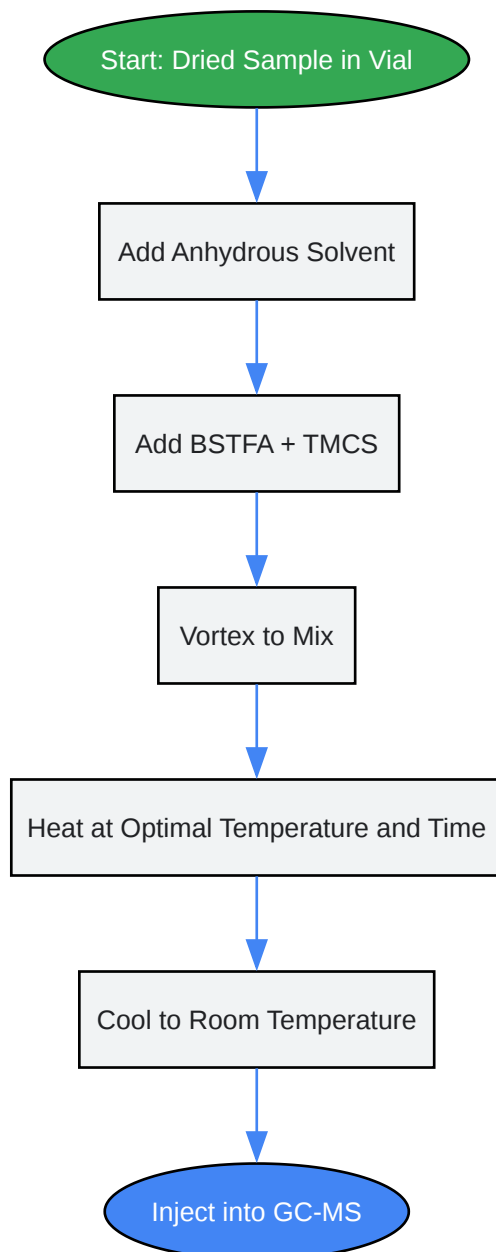 Start: Dried Sample in Vial
Add Anhydrous Solvent
Add BSTFA + TMCS
Vortex to Mix
Heat at Optimal Temperature and Time
Cool to Room Temperature
Inject into GC-MS